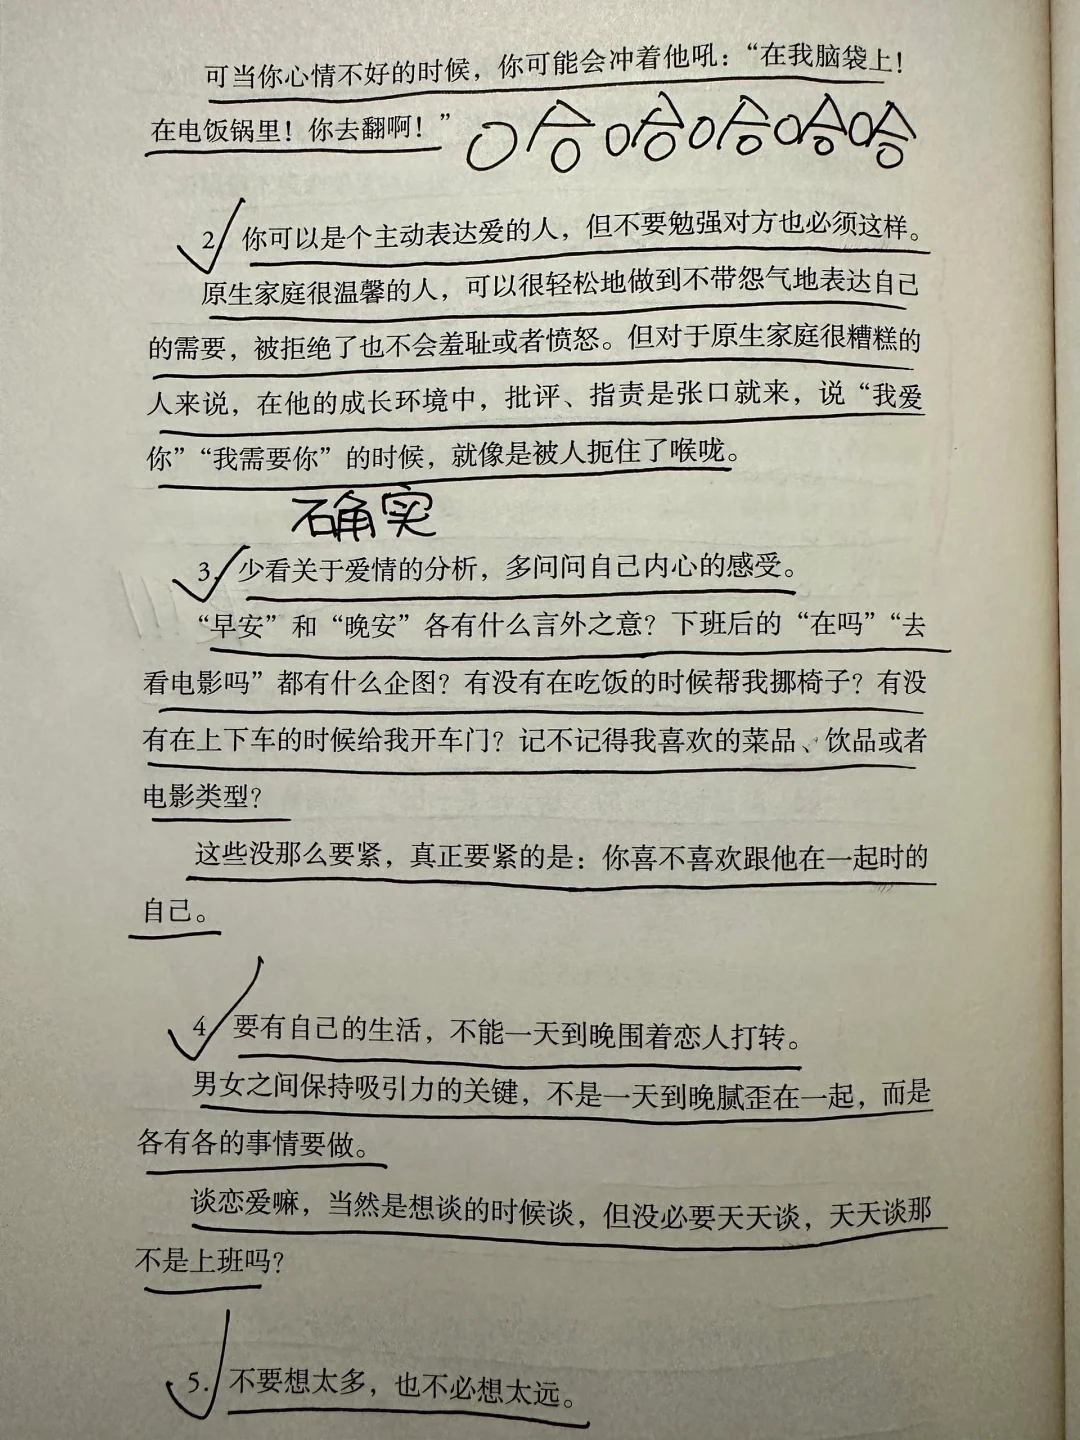 可当你心情不好的时候，你可能会冲着他吼：“在我脑袋上！
在电饭锅里！你去翻啊！”哈哈哈哈哈
2. 你可以是个主动表达爱的人，但不要勉强对方也必须这样。
原生家庭很温馨的人，可以很轻松地做到不带怨气地表达自己
的需要，被拒绝了也不会羞耻或者愤怒。但对于原生家庭很糟糕的
人来说，在他的成长环境中，批评、指责是张口就来，说“我爱
你”“我需要你”的时候，就像是被人扼住了喉咙。
确实
3. 少看关于爱情的分析，多问问自己内心的感受。
“早安”和“晚安”各有什么言外之意？下班后的“在吗”“去
看电影吗”都有什么企图？有没有在吃饭的时候帮我挪椅子？有没
有在上下车的时候给我开车门？记不记得我喜欢的菜品、饮品或者
电影类型？
这些没那么要紧，真正要紧的是：你喜不喜欢跟他在一起时的
自己。
4. 要有自己的生活，不能一天到晚围着恋人打转。
男女之间保持吸引力的关键，不是一天到晚腻歪在一起，而是
各有各的事情要做。
谈恋爱嘛，当然是想谈的时候谈，但没必要天天谈，天天谈那
不是上班吗？
5. 不要想太多，也不必想太远。